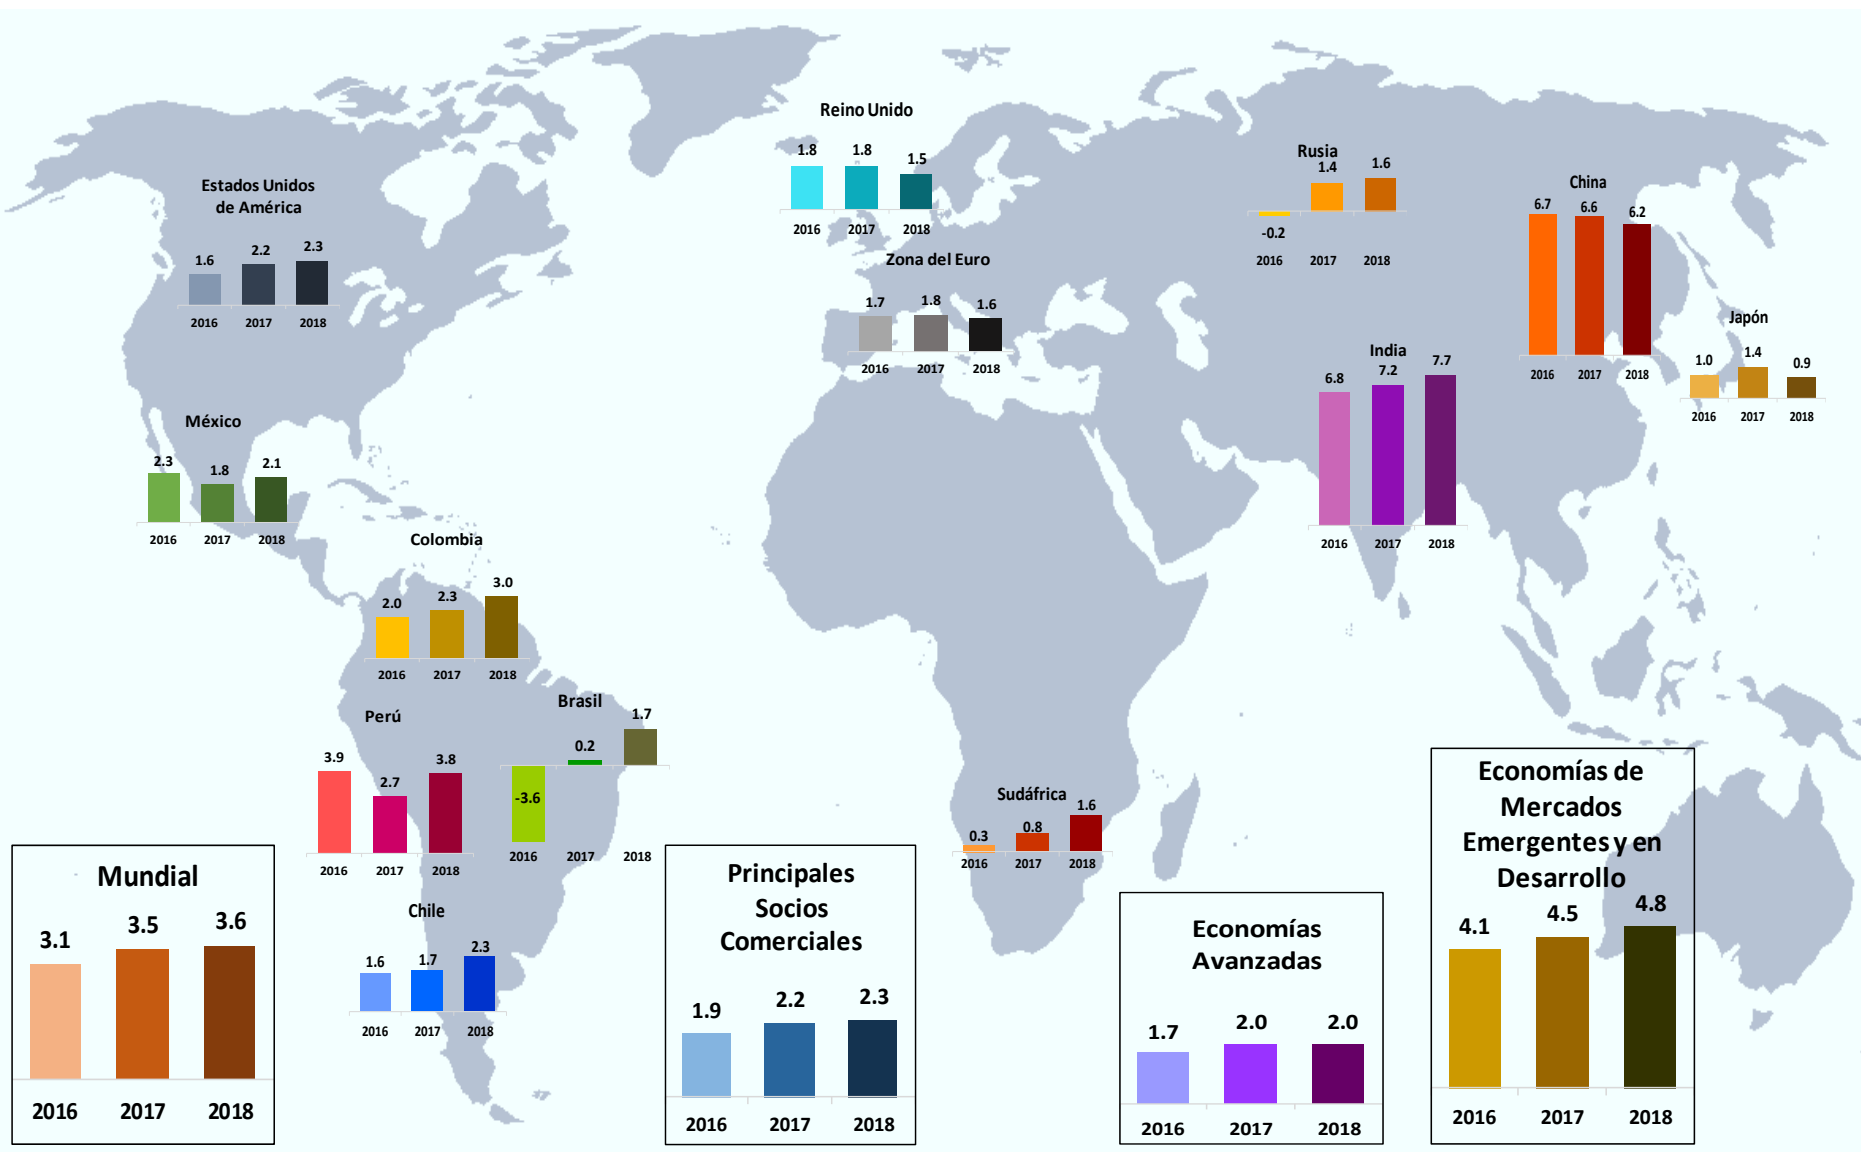 Reino Unido
1.8 1.8 1.5
2016 2017 2018
Rusia
-0.2 1.4 1.6
2016 2017 2018
China
6.7 6.6 6.2
2016 2017 2018
Estados Unidos
de América
1.6 2.2 2.3
2016 2017 2018
Zona del Euro
1.7 1.8 1.6
2016 2017 2018
Japón
1.0 1.4 0.9
2016 2017 2018
India
6.8 7.2 7.7
2016 2017 2018
México
2.3 1.8 2.1
2016 2017 2018
Colombia
2.0 2.3 3.0
2016 2017 2018
Brasil
-3.6 0.2 1.7
2016 2017 2018
Perú
3.9 2.7 3.8
2016 2017 2018
Sudáfrica
0.3 0.8 1.6
2016 2017 2018
Chile
1.6 1.7 2.3
2016 2017 2018
Mundial
3.1 3.5 3.6
2016 2017 2018
Principales
Socios
Comerciales
1.9 2.2 2.3
2016 2017 2018
Economías
Avanzadas
1.7 2.0 2.0
2016 2017 2018
Economías de
Mercados
Emergentes y en
Desarrollo
4.1 4.5 4.8
2016 2017 2018